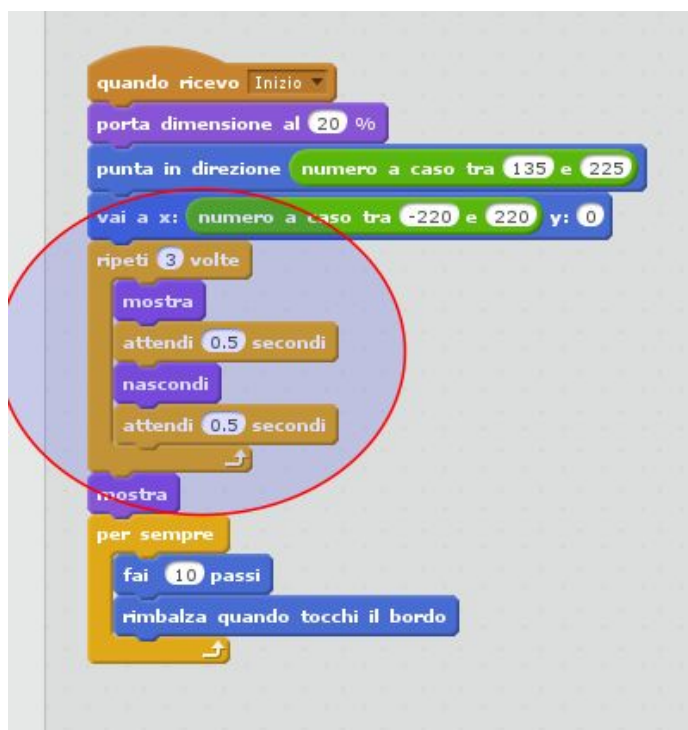 quando ricevo Inizio
porta dimensione al 20 %
punta in direzione numero a caso tra 135 e 225
vai a x: numero a caso tra -220 e 220 y: 0
ripeti 3 volte
mostra
attendi 0.5 secondi
nascondi
attendi 0.5 secondi
mostra
per sempre
fai 10 passi
rimbalza quando tocchi il bordo